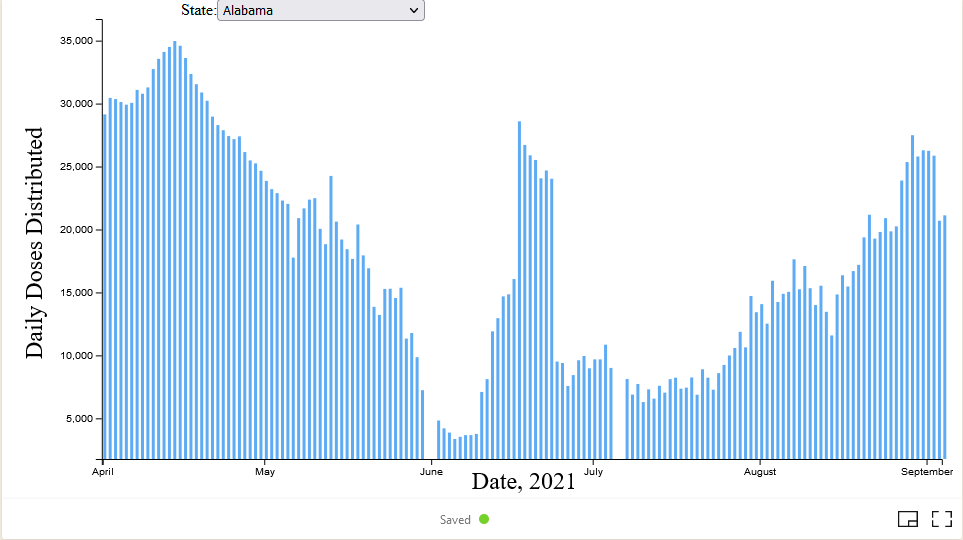 State: Alabama
35,000
30,000
25,000
20,000
15,000
10,000
5,000
Daily Doses Distributed
April May June July August September
Date, 2021
Saved